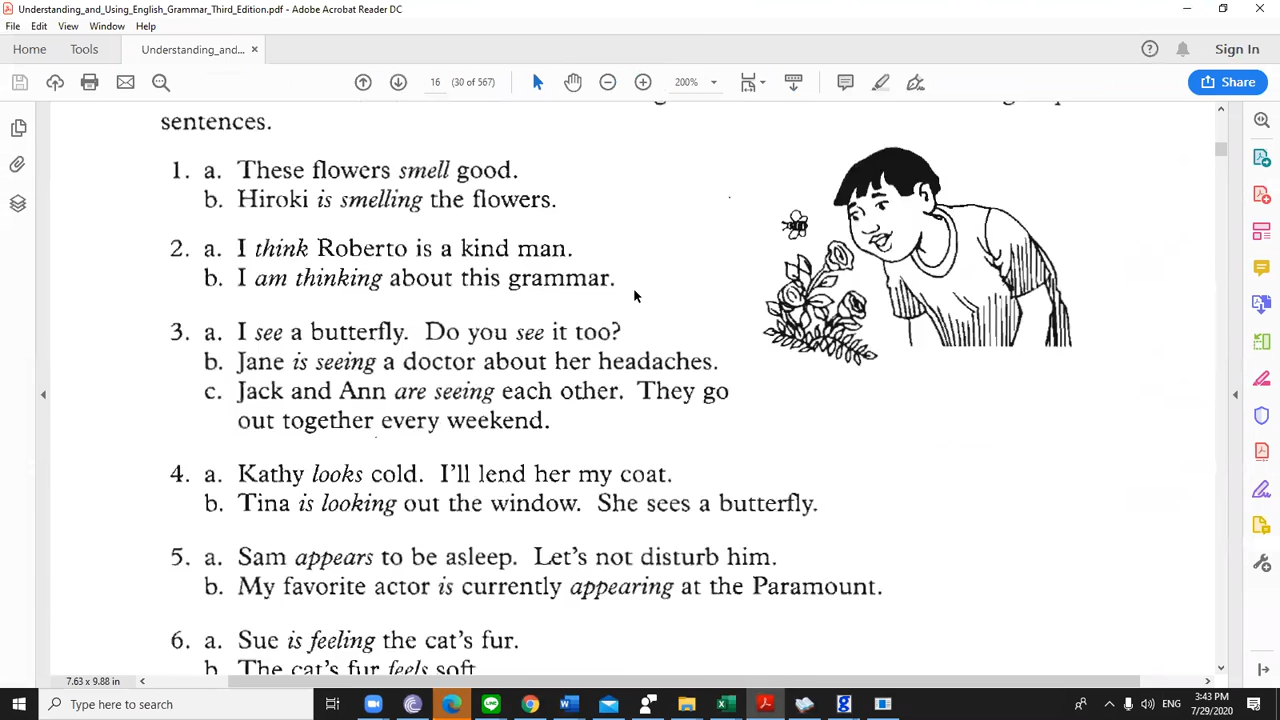 Understanding_and_Using_English_Grammar_Third_Edition.pdf - Adobe Acrobat Reader DC
File Edit View Window Help
Home Tools Understanding_and... × Sign In
16 (30 of 567) 200% Share
sentences.
1. a. These flowers smell good.
b. Hiroki is smelling the flowers.
2. a. I think Roberto is a kind man.
b. I am thinking about this grammar.
3. a. I see a butterfly. Do you see it too?
b. Jane is seeing a doctor about her headaches.
c. Jack and Ann are seeing each other. They go
out together every weekend.
4. a. Kathy looks cold. I'll lend her my coat.
b. Tina is looking out the window. She sees a butterfly.
5. a. Sam appears to be asleep. Let's not disturb him.
b. My favorite actor is currently appearing at the Paramount.
6. a. Sue is feeling the cat's fur.
b. The cat's fur feels soft
7.63 x 9.88 in
Type here to search
ENG
3:43 PM
7/29/2020